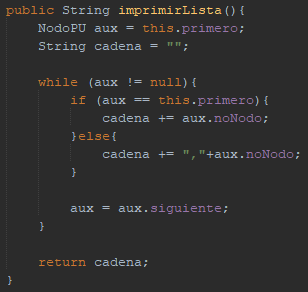 public String imprimirLista(){
    NodoPU aux = this.primero;
    String cadena = "";

    while (aux != null){
        if (aux == this.primero){
            cadena += aux.noNodo;
        }else{
            cadena += ","+aux.noNodo;
        }

        aux = aux.siguiente;
    }

    return cadena;
}